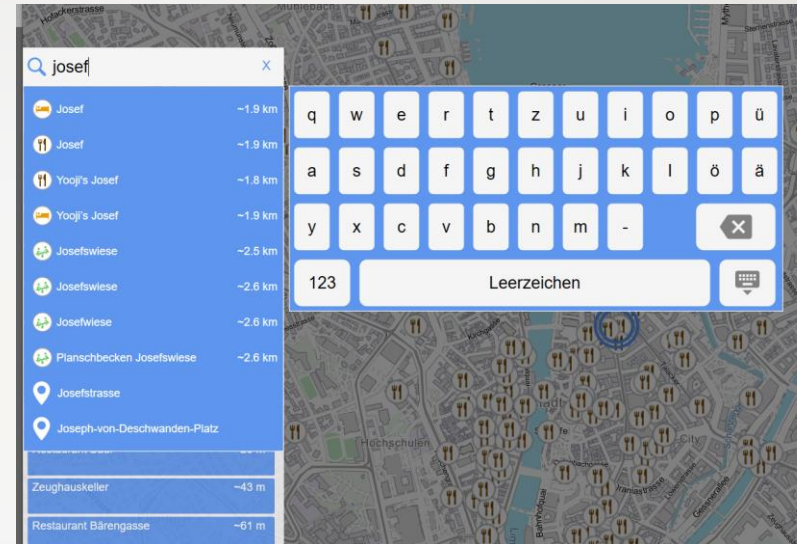 Hofackerstrasse
Mühlebach
josef
X
Josef ~1.9 km
Josef ~1.9 km
Yooji's Josef ~1.8 km
Yooji's Josef ~1.9 km
Josefswiese ~2.5 km
Josefswiese ~2.6 km
Josefwiese ~2.6 km
Planschbecken Josefswiese ~2.6 km
Josefstrasse
Joseph-von-Deschwanden-Platz
Zeughauskeller ~43 m
Restaurant Bärengasse ~61 m
q w e r t z u i o p ü
a s d f g h j k l ö ä
y x c v b n m -
123 Leerzeichen
Hochschulen
City
Bahnhofquai